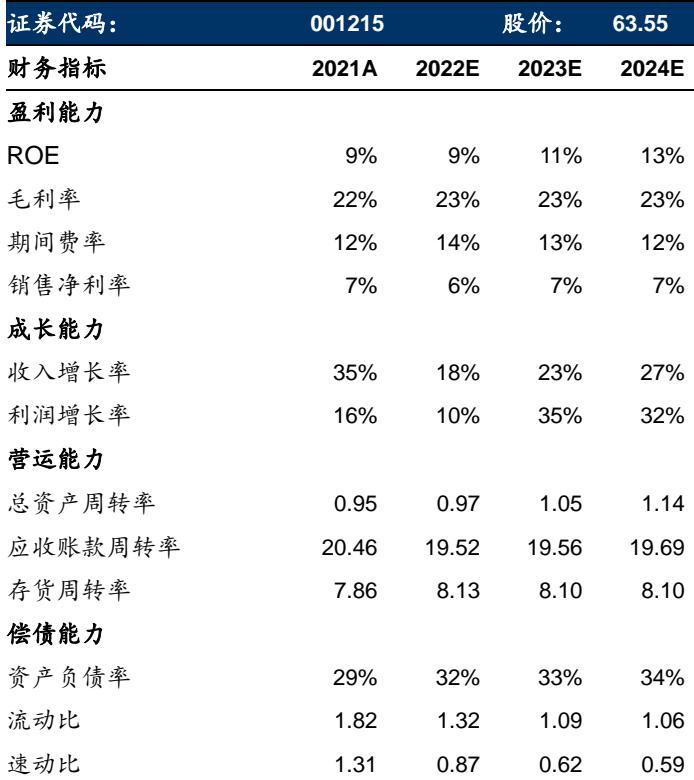 证券代码： 001215 股价： 63.55
财务指标 2021A 2022E 2023E 2024E
盈利能力
ROE 9% 9% 11% 13%
毛利率 22% 23% 23% 23%
期间费率 12% 14% 13% 12%
销售净利率 7% 6% 7% 7%
成长能力
收入增长率 35% 18% 23% 27%
利润增长率 16% 10% 35% 32%
营运能力
总资产周转率 0.95 0.97 1.05 1.14
应收账款周转率 20.46 19.52 19.56 19.69
存货周转率 7.86 8.13 8.10 8.10
偿债能力
资产负债率 29% 32% 33% 34%
流动比 1.82 1.32 1.09 1.06
速动比 1.31 0.87 0.62 0.59